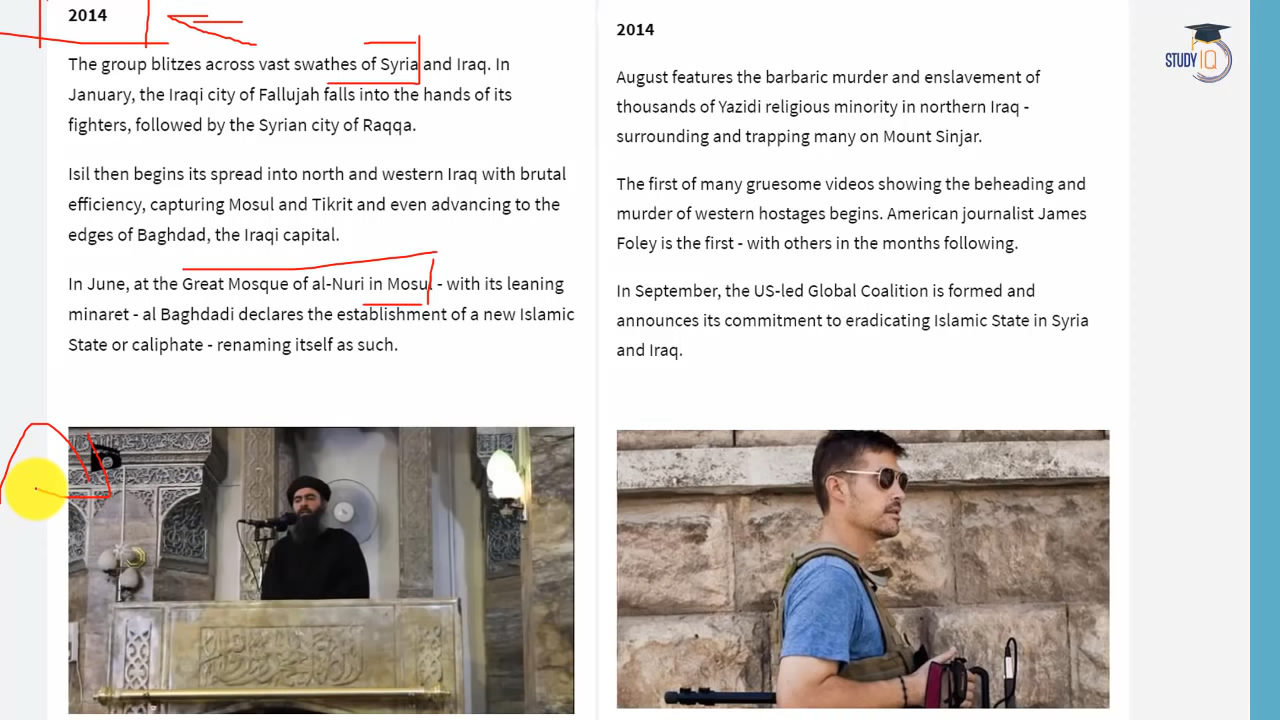 2014
The group blitzes across vast swathes of Syria and Iraq. In
January, the Iraqi city of Fallujah falls into the hands of its
fighters, followed by the Syrian city of Raqqa.
Isil then begins its spread into north and western Iraq with brutal
efficiency, capturing Mosul and Tikrit and even advancing to the
edges of Baghdad, the Iraqi capital.
In June, at the Great Mosque of al-Nuri in Mosul - with its leaning
minaret - al Baghdadi declares the establishment of a new Islamic
State or caliphate - renaming itself as such.
2014
August features the barbaric murder and enslavement of
thousands of Yazidi religious minority in northern Iraq -
surrounding and trapping many on Mount Sinjar.
The first of many gruesome videos showing the beheading and
murder of western hostages begins. American journalist James
Foley is the first - with others in the months following.
In September, the US-led Global Coalition is formed and
announces its commitment to eradicating Islamic State in Syria
and Iraq.
STUDY IQ